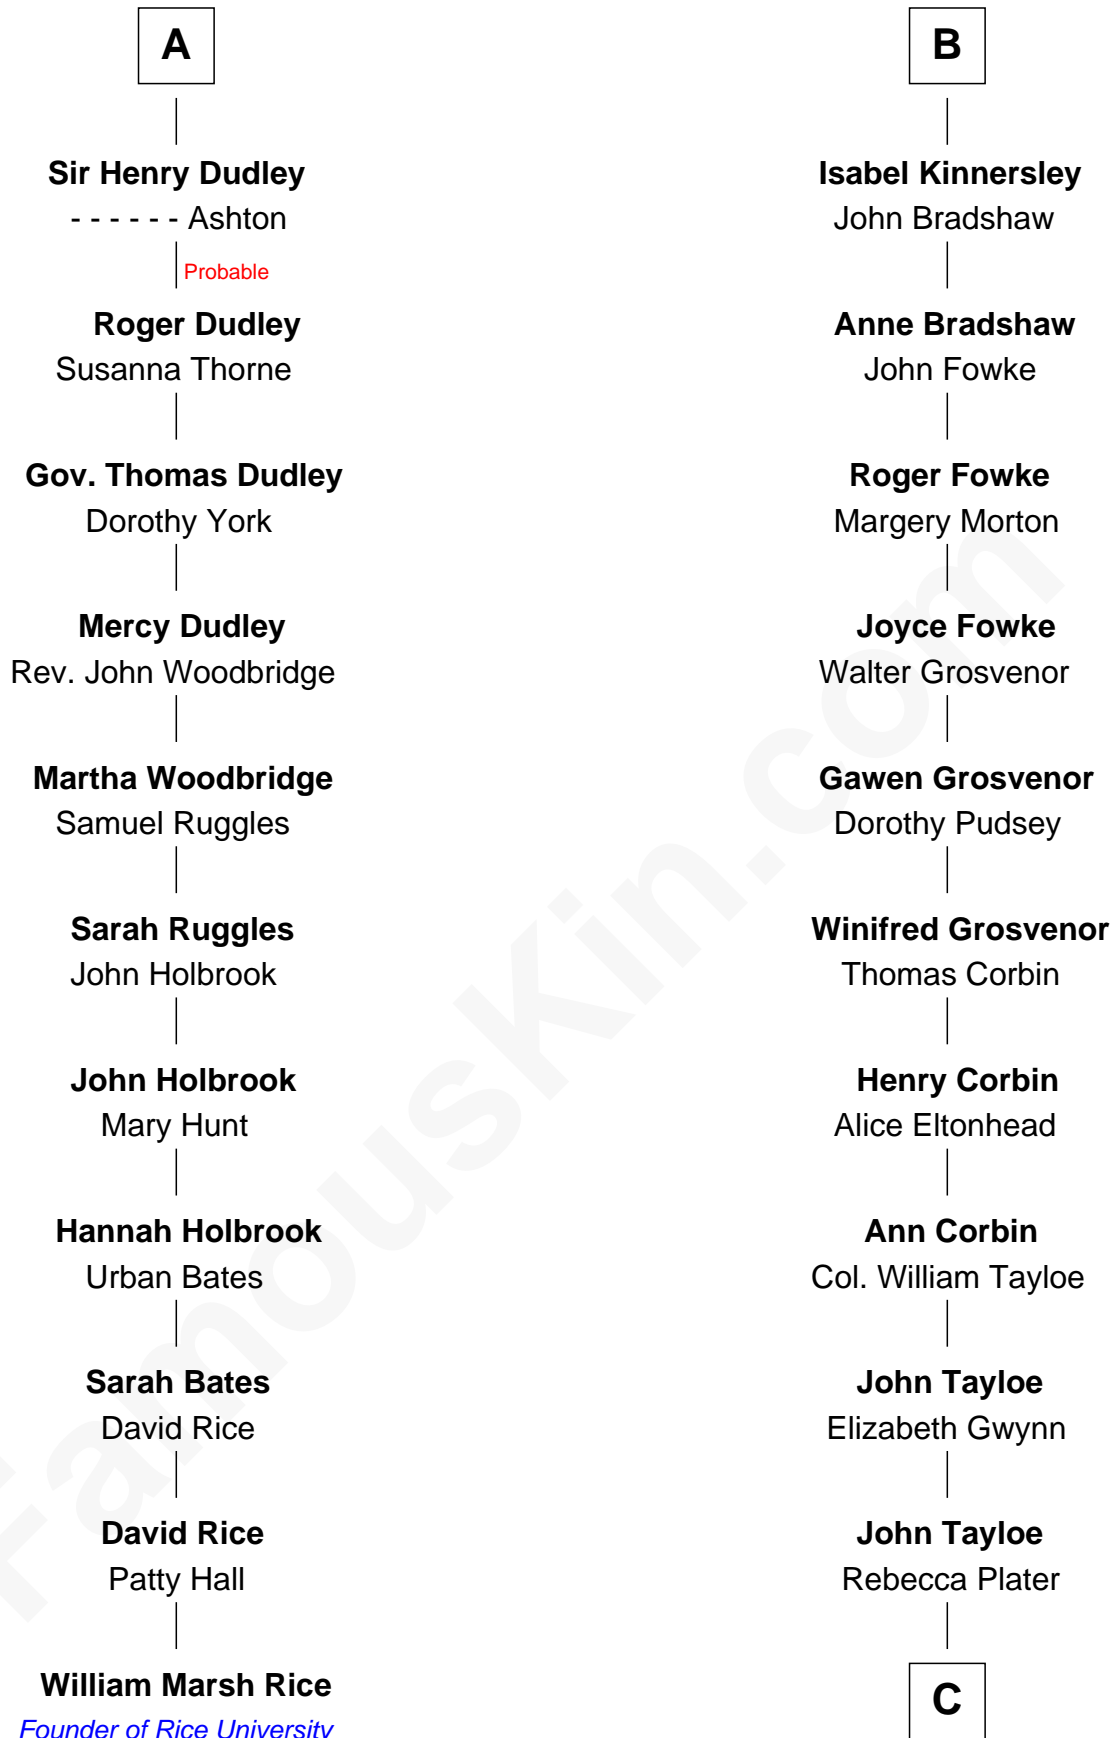 A
Sir Henry Dudley
- - - - - - Ashton
Probable
Roger Dudley
Susanna Thorne
Gov. Thomas Dudley
Dorothy York
Mercy Dudley
Rev. John Woodbridge
Martha Woodbridge
Samuel Ruggles
Sarah Ruggles
John Holbrook
John Holbrook
Mary Hunt
Hannah Holbrook
Urban Bates
Sarah Bates
David Rice
David Rice
Patty Hall
William Marsh Rice
Founder of Rice University
B
Isabel Kinnersley
John Bradshaw
Anne Bradshaw
John Fowke
Roger Fowke
Margery Morton
Joyce Fowke
Walter Grosvenor
Gawen Grosvenor
Dorothy Pudsey
Winifred Grosvenor
Thomas Corbin
Henry Corbin
Alice Eltonhead
Ann Corbin
Col. William Tayloe
John Tayloe
Elizabeth Gwynn
John Tayloe
Rebecca Plater
C
FamousKin.com